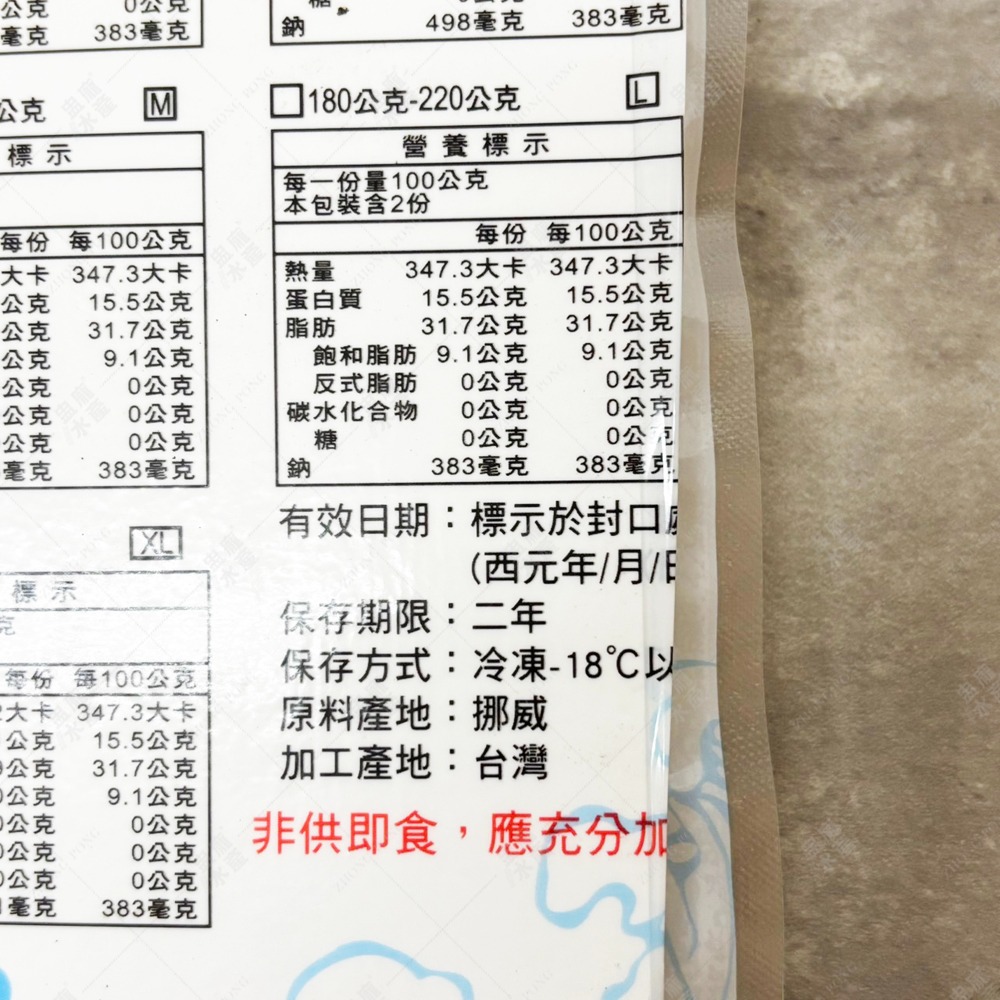 公克 0公克
毫克 383毫克
糖
鈉 498毫克 383毫克
公克 M
標示
每份 每100公克
大卡 347.3大卡
公克 15.5公克
公克 31.7公克
公克 9.1公克
公克 0公克
公克 0公克
公克 0公克
毫克 383毫克
XL
標示
克
每份 每100公克
大卡 347.3大卡
公克 15.5公克
公克 31.7公克
公克 9.1公克
公克 0公克
公克 0公克
公克 0公克
毫克 383毫克
□180公克-220公克 L
營養標示
每一份量100公克
本包裝含2份
每份 每100公克
熱量 347.3大卡 347.3大卡
蛋白質 15.5公克 15.5公克
脂肪 31.7公克 31.7公克
飽和脂肪 9.1公克 9.1公克
反式脂肪 0公克 0公克
碳水化合物 0公克 0公克
糖 0公克 0公克
鈉 383毫克 383毫克
有效日期：標示於封口
(西元年/月/日
保存期限：二年
保存方式：冷凍-18℃以
原料產地：挪威
加工產地：台灣
非供即食，應充分加